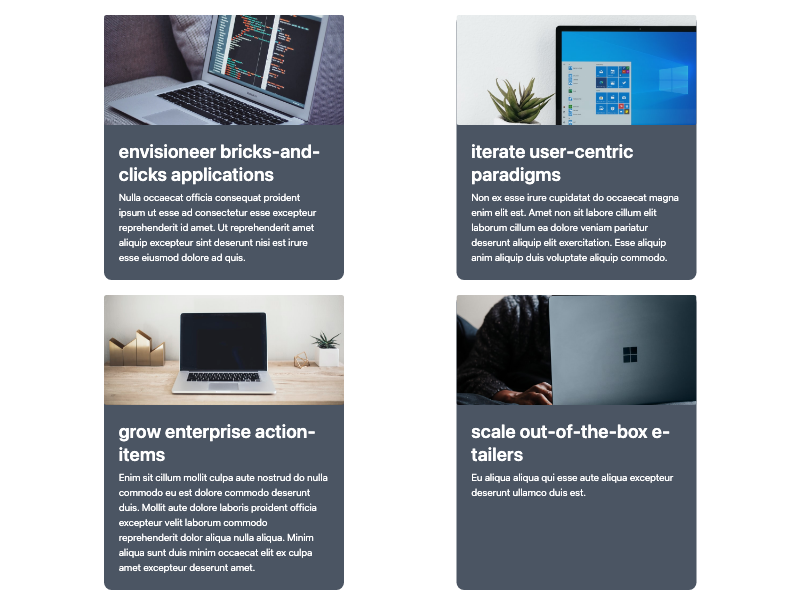 envisioneer bricks-and-
clicks applications
Nulla occaecat officia consequat proident
ipsum ut esse ad consectetur esse excepteur
reprehenderit id amet. Ut reprehenderit amet
aliquip excepteur sint deserunt nisi est irure
esse eiusmod dolore ad quis.
iterate user-centric
paradigms
Non ex esse irure cupidatat do occaecat magna
enim elit est. Amet non sit labore cillum elit
laborum cillum ea dolore veniam pariatur
deserunt aliquip elit exercitation. Esse aliquip
anim aliquip duis voluptate aliquip commodo.
grow enterprise action-
items
Enim sit cillum mollit culpa aute nostrud do nulla
commodo eu est dolore commodo deserunt
duis. Mollit aute dolore laboris proident officia
excepteur velit laborum commodo
reprehenderit dolor aliqua nulla aliqua. Minim
aliqua sunt duis minim occaecat elit ex culpa
amet excepteur deserunt amet.
scale out-of-the-box e-
tailers
Eu aliqua aliqua qui esse aute aliqua excepteur
deserunt ullamco duis est.